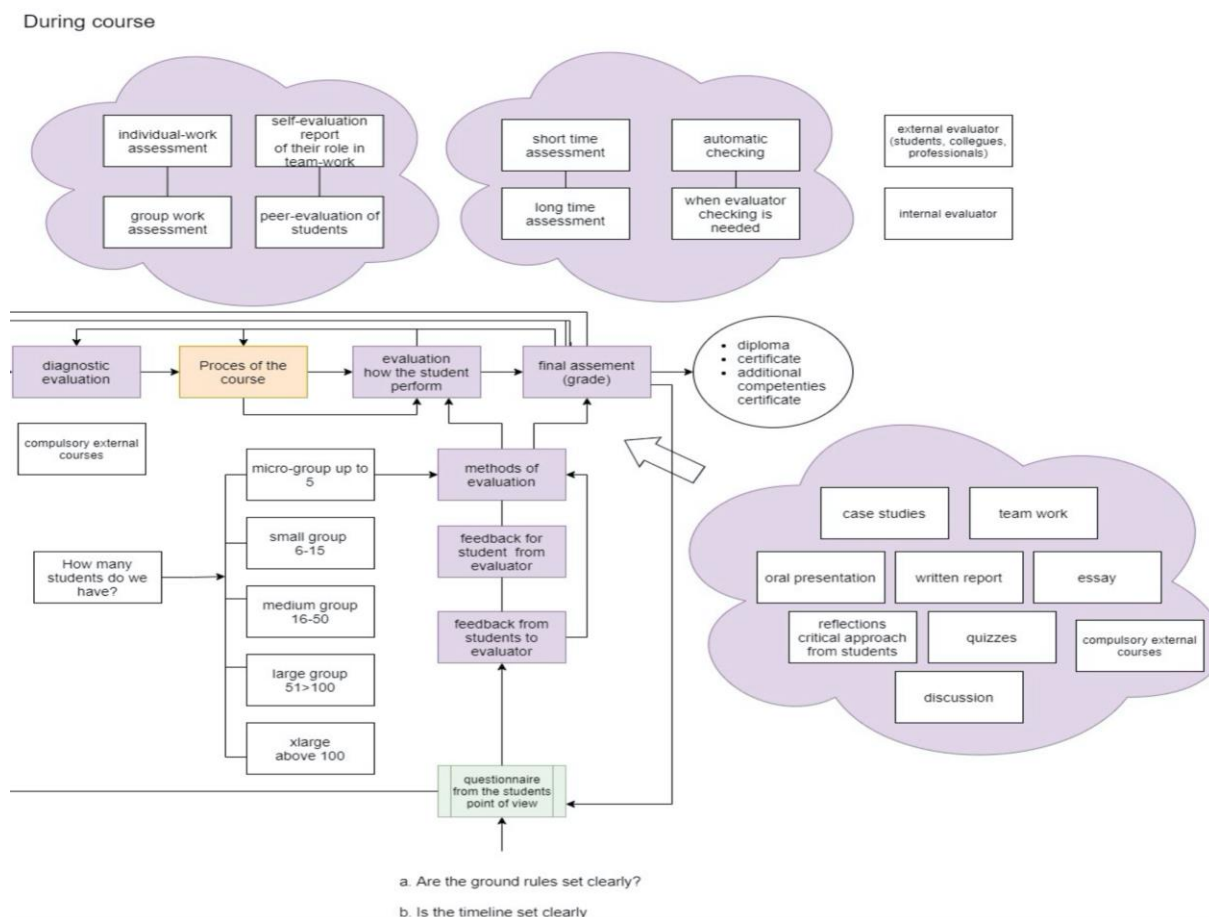 During course
individual-work
assessment
self-evaluation
report
of their role in
team-work
group work
assessment
peer-evaluation of
students
short time
assessment
automatic
checking
long time
assessment
when evaluator
checking is
needed
external evaluator
(students, collegues,
professionals)
internal evaluator
diagnostic
evaluation
Proces of the
course
evaluation
how the student
perform
final assement
(grade)
• diploma
• certificate
• additional
competenties
certificate
compulsory external
courses
micro-group up to
5
methods of
evaluation
small group
6-15
feedback for
student from
evaluator
How many
students do we
have?
medium group
16-50
feedback from
students to
evaluator
large group
51>100
xlarge
above 100
case studies
team work
oral presentation
written report
essay
reflections
critical approach
from students
quizzes
compulsory external
courses
discussion
questionnaire
from the students
point of view
a. Are the ground rules set clearly?
b. Is the timeline set clearly